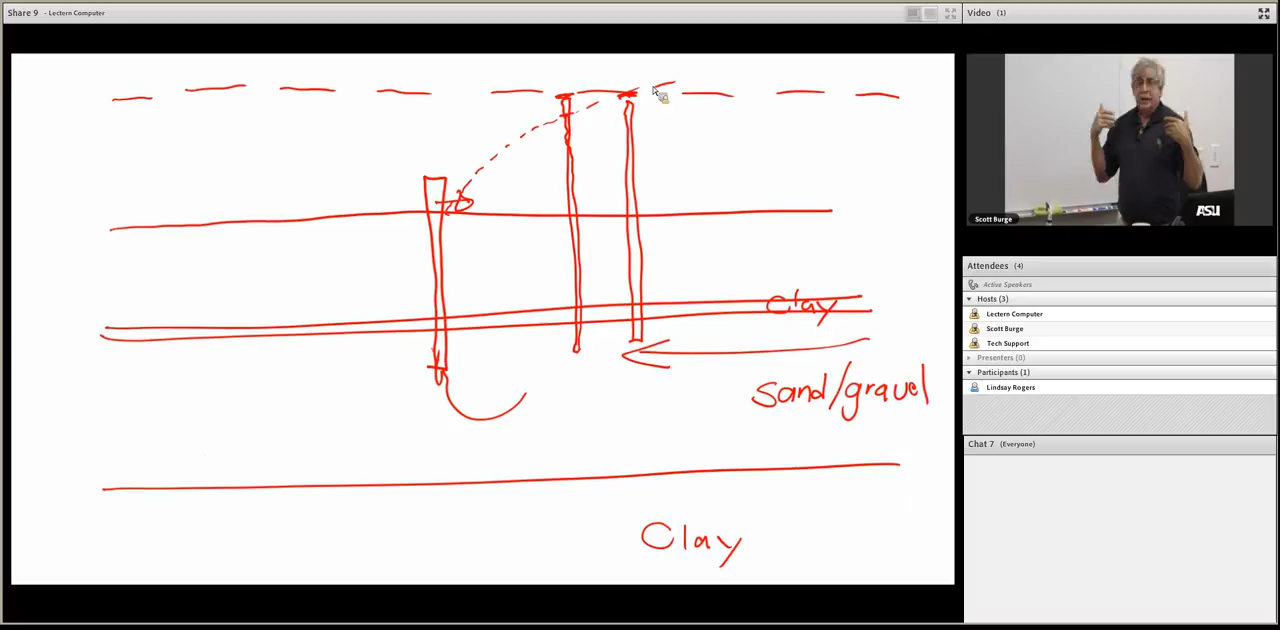 Share 9 - Lectern Computer
Video (1)
Clay
sand/gravel
Clay
Scott Burge
ASU
Attendees (4)
Active Speakers
Hosts (3)
Lectern Computer
Scott Burge
Tech Support
Presenters (0)
Participants (1)
Lindsay Rogers
Chat 7 (Everyone)